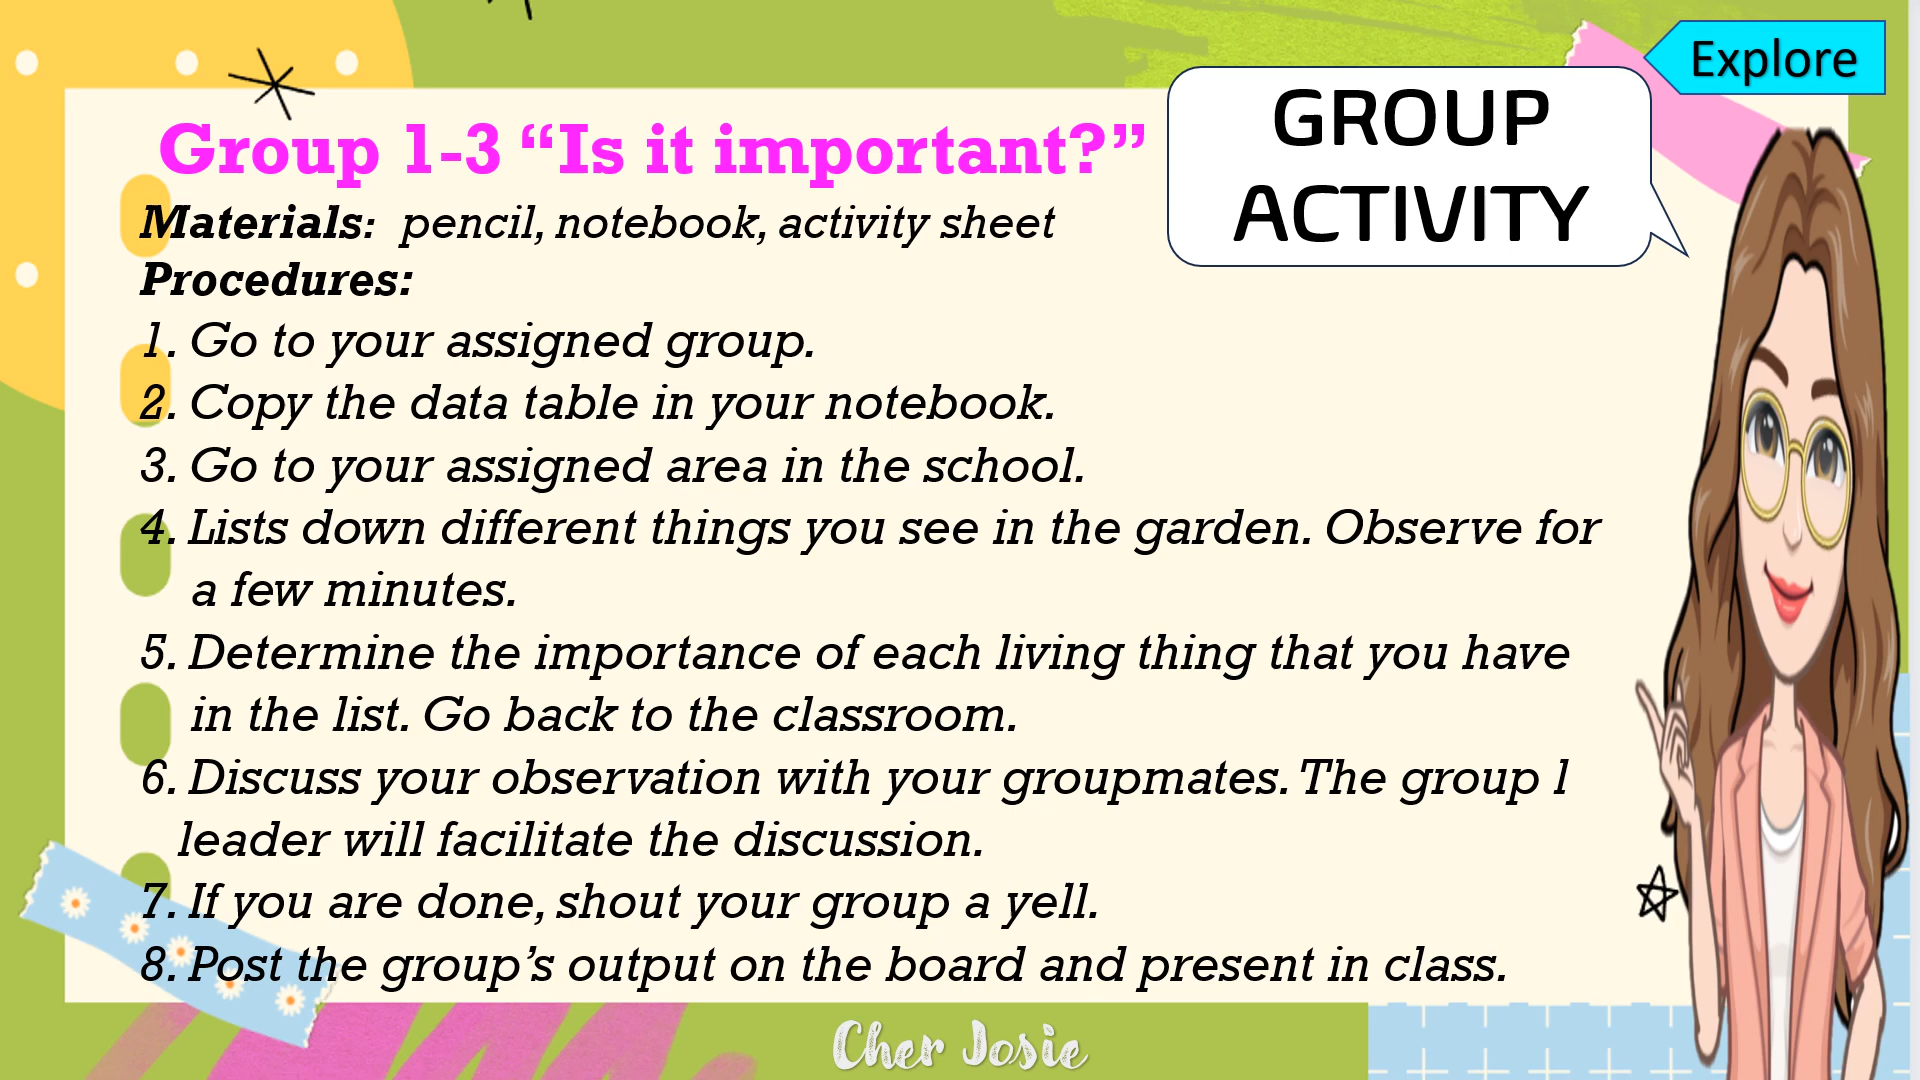 Explore
GROUP
ACTIVITY
Group 1-3 “Is it important?”
Materials: pencil, notebook, activity sheet
Procedures:
1. Go to your assigned group.
2. Copy the data table in your notebook.
3. Go to your assigned area in the school.
4. Lists down different things you see in the garden. Observe for
a few minutes.
5. Determine the importance of each living thing that you have
in the list. Go back to the classroom.
6. Discuss your observation with your groupmates. The group l
leader will facilitate the discussion.
7. If you are done, shout your group a yell.
8. Post the group’s output on the board and present in class.
Cher Josie